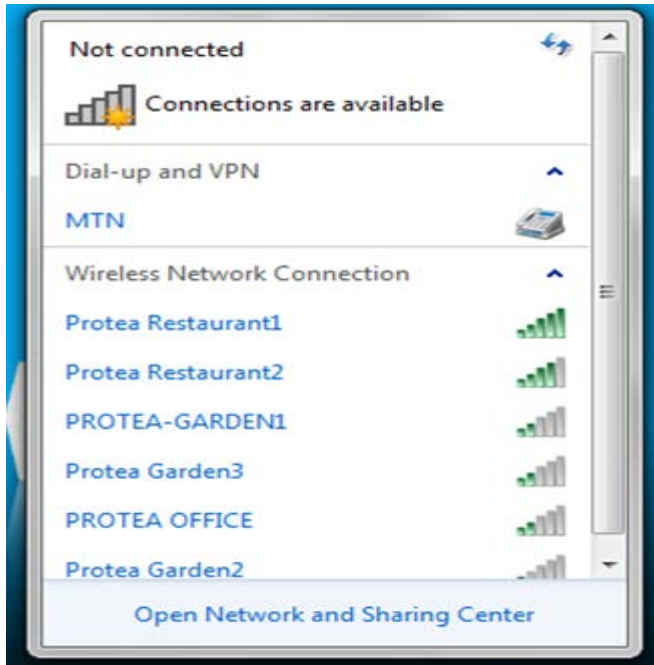 Not connected
Connections are available
Dial-up and VPN
MTN
Wireless Network Connection
Protea Restaurant1
Protea Restaurant2
PROTEA-GARDEN1
Protea Garden3
PROTEA OFFICE
Protea Garden2
Open Network and Sharing Center